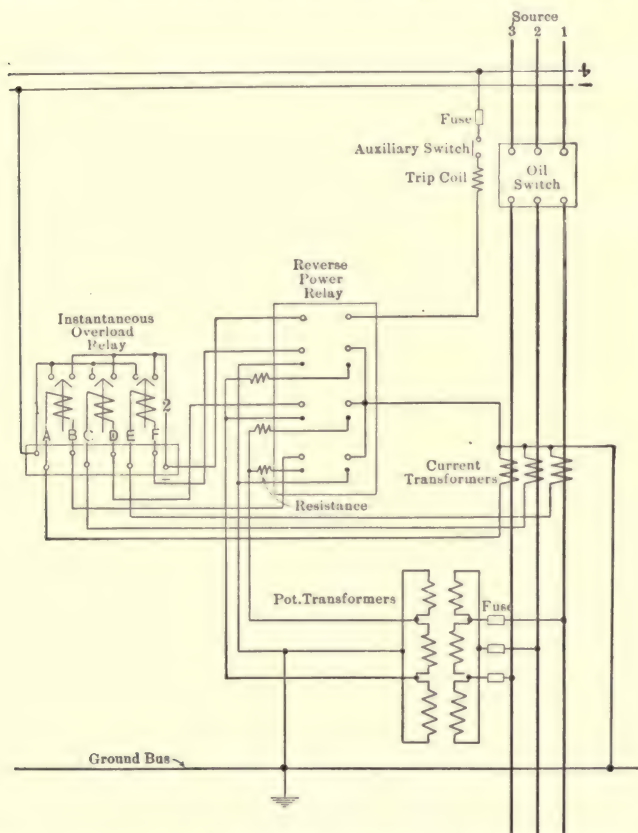 Source
3 2 1
+
−
Fuse
Auxiliary Switch
Trip Coil
Oil
Switch
Reverse
Power
Relay
Instantaneous
Overload
Relay
1 2
A B C D E F
Current
Transformers
Resistance
Pot. Transformers
Fuse
Ground Bus